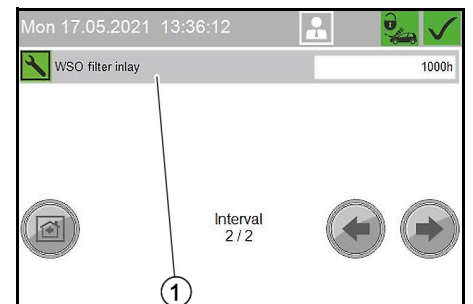 Mon 17.05.2021 13:36:12
WSO filter inlay 1000h
Interval
2 / 2
1